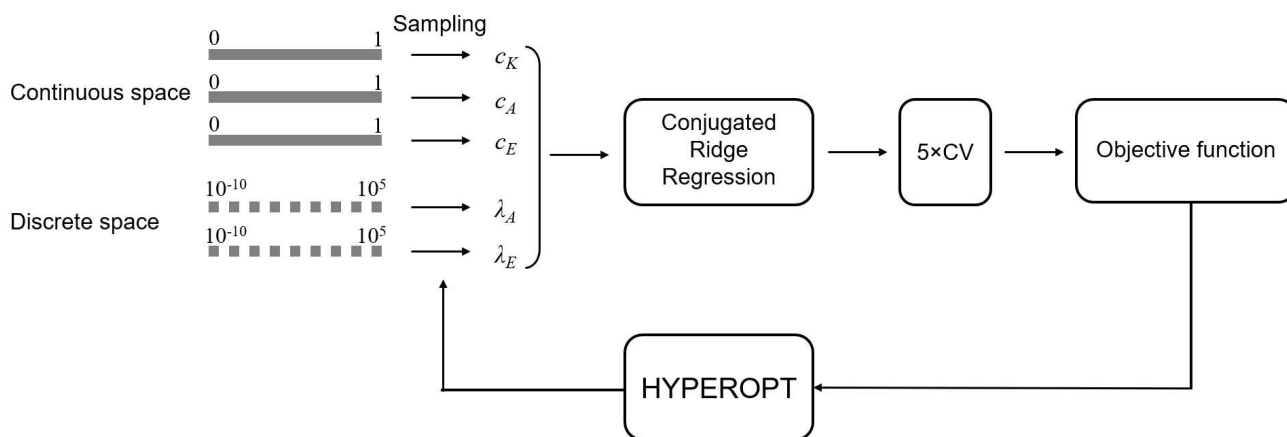 Sampling
0 1
c_K
Continuous space
0 1
c_A
0 1
c_E
Discrete space
10^-10 10^5
λ_A
10^-10 10^5
λ_E
Conjugated
Ridge
Regression
5×CV
Objective function
HYPEROPT